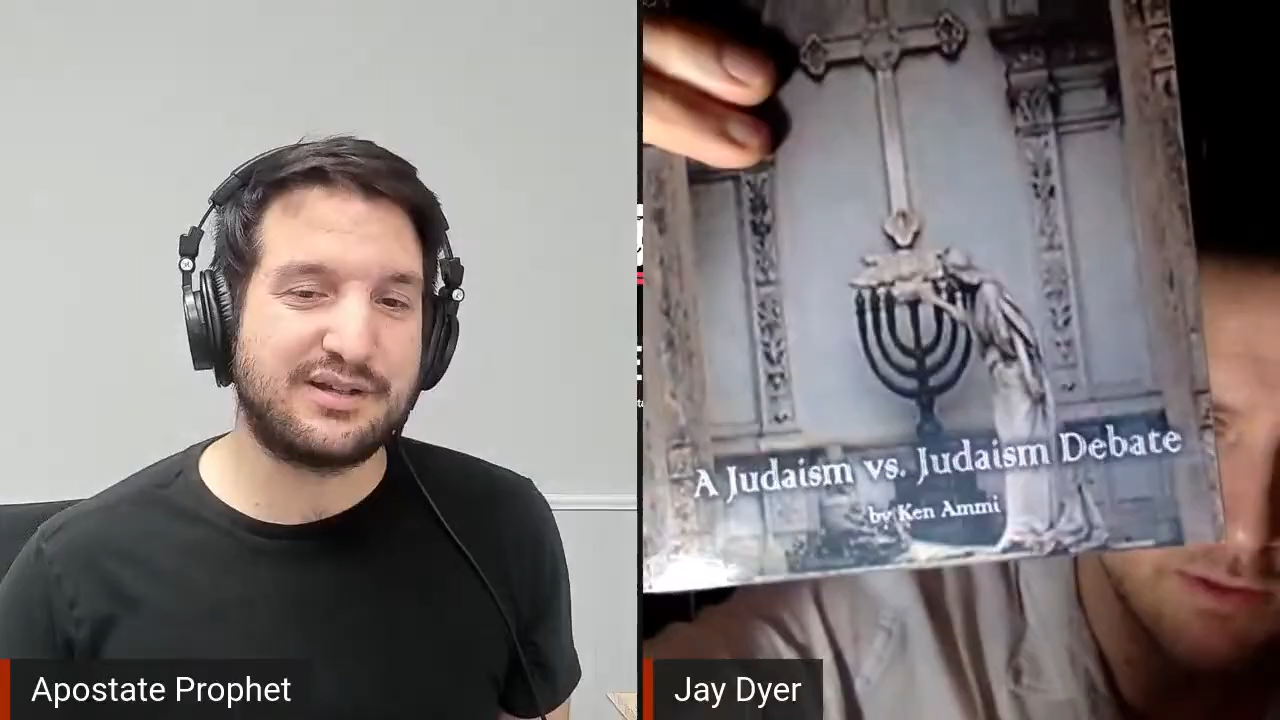 A Judaism vs. Judaism Debate
by Ken Ammi
Apostate Prophet
Jay Dyer